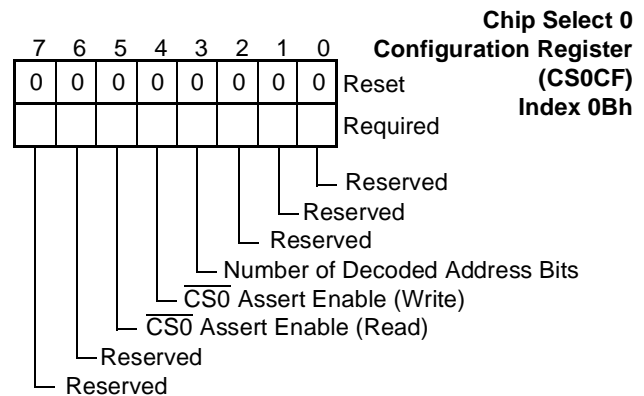 Chip Select 0
Configuration Register
(CS0CF)
Index 0Bh
7 6 5 4 3 2 1 0
0 0 0 0 0 0 0 0 Reset
Required
Reserved
Reserved
Reserved
Number of Decoded Address Bits
CS0 Assert Enable (Write)
CS0 Assert Enable (Read)
Reserved
Reserved